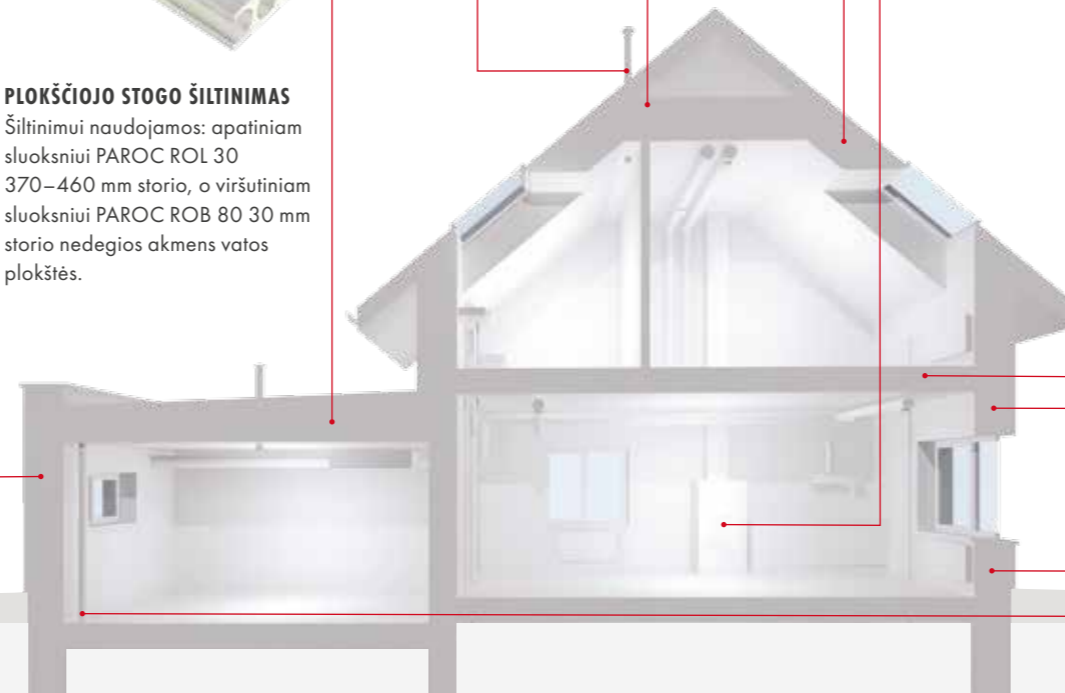 PLOKŠČIOJO STOGO ŠILTINIMAS
Šiltinimui naudojamos: apatiniam
sluoksniui PAROC ROL 30
370–460 mm storio, o viršutiniam
sluoksniui PAROC ROB 80 30 mm
storio nedegios akmens vatos
plokštės.